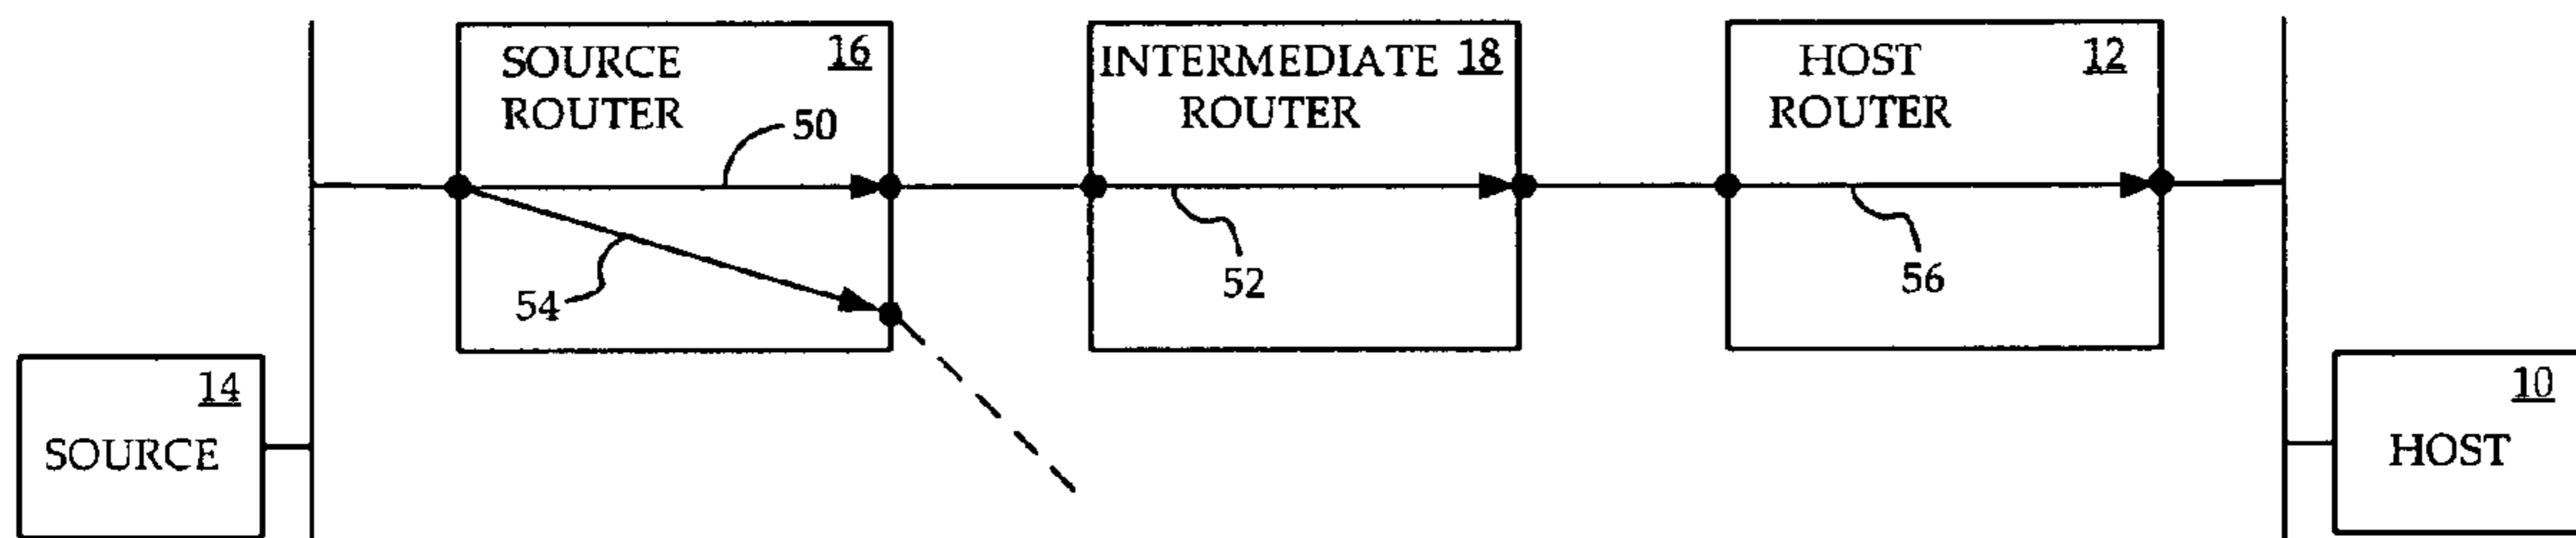 SOURCE 16
ROUTER
50
54
INTERMEDIATE 18
ROUTER
52
HOST 12
ROUTER
56
14
SOURCE
10
HOST